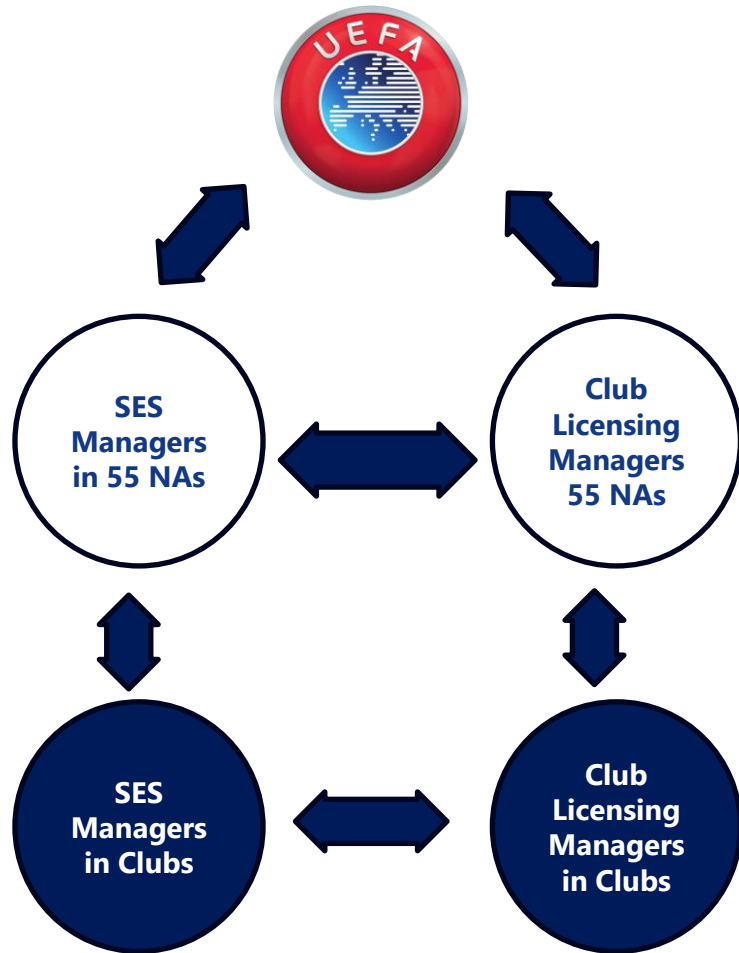 UEFA
SES
Managers
in 55 NAs
Club
Licensing
Managers
55 NAs
SES
Managers
in Clubs
Club
Licensing
Managers
in Clubs